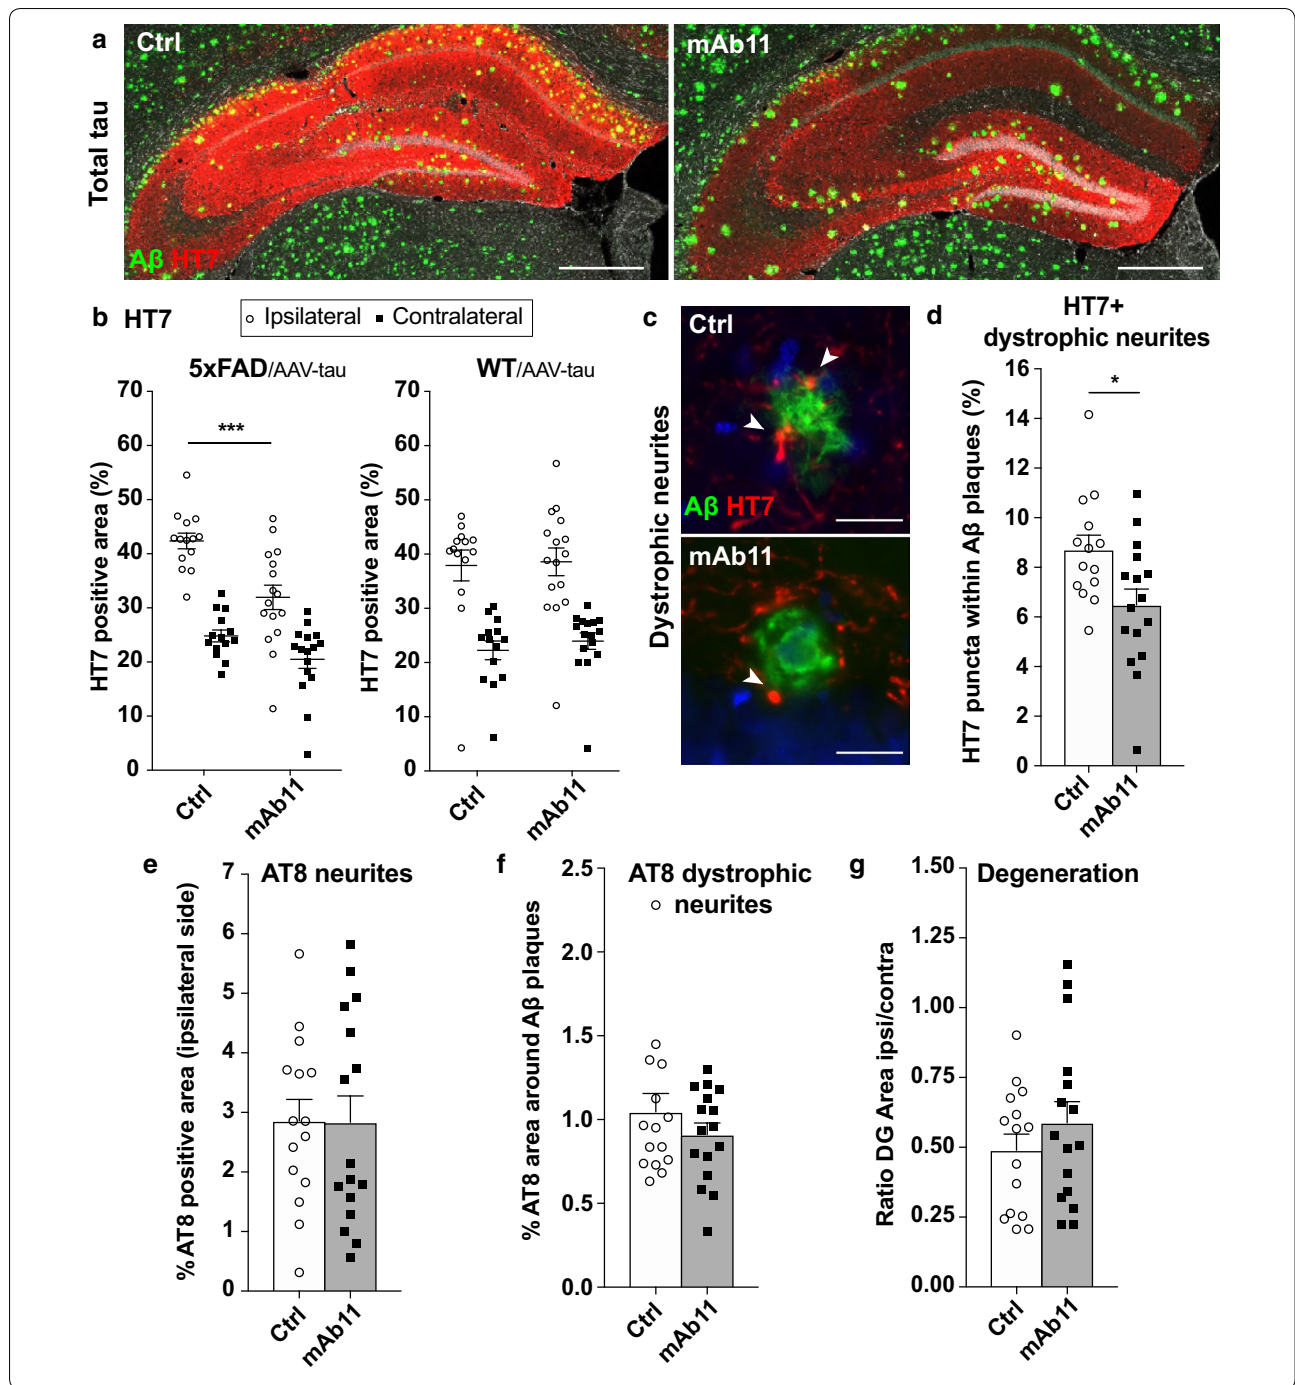 a
Ctrl
mAb11
Total tau
Aβ HT7
b HT7
Ipsilateral Contralateral
5xFAD/AAV-tau
WT/AAV-tau
HT7 positive area (%)
70
60
50
40
30
20
10
0
***
Ctrl
mAb11
HT7 positive area (%)
70
60
50
40
30
20
10
0
Ctrl
mAb11
c
Dystrophic neurites
Ctrl
Aβ HT7
mAb11
d
HT7+
dystrophic neurites
HT7 puncta within Aβ plaques (%)
16
14
12
10
8
6
4
2
0
*
Ctrl
mAb11
e
AT8 neurites
% AT8 positive area (ipsilateral side)
7
6
5
4
3
2
1
0
Ctrl
mAb11
f
AT8 dystrophic
neurites
% AT8 area around Aβ plaques
2.5
2.0
1.5
1.0
0.5
0.0
Ctrl
mAb11
g
Degeneration
Ratio DG Area ipsi/contra
1.50
1.25
1.00
0.75
0.50
0.25
0.00
Ctrl
mAb11